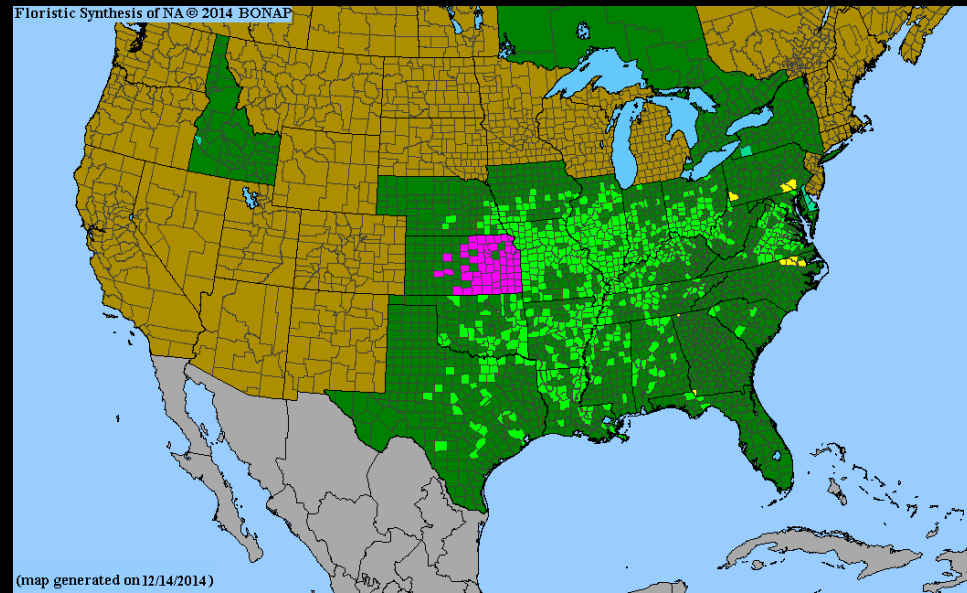 Floristic Synthesis of NA © 2014 BONAP
(map generated on 12/14/2014)